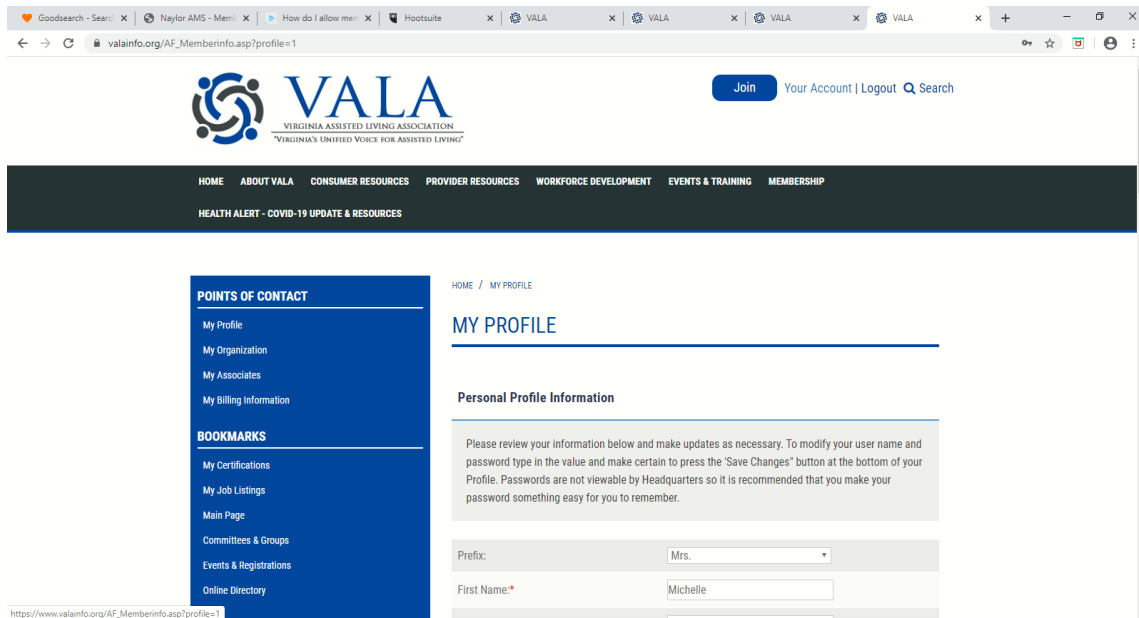 Goodsearch - Searc
Naylor AMS - Mem
How do I allow mem
Hootsuite
VALA
VALA
VALA
VALA
valainfo.org/AF_Memberinfo.asp?profile=1
VALA
VIRGINIA ASSISTED LIVING ASSOCIATION
"VIRGINIA'S UNIFIED VOICE FOR ASSISTED LIVING"
Join Your Account | Logout Search
HOME ABOUT VALA CONSUMER RESOURCES PROVIDER RESOURCES WORKFORCE DEVELOPMENT EVENTS & TRAINING MEMBERSHIP
HEALTH ALERT - COVID-19 UPDATE & RESOURCES
POINTS OF CONTACT
My Profile
My Organization
My Associates
My Billing Information
BOOKMARKS
My Certifications
My Job Listings
Main Page
Committees & Groups
Events & Registrations
Online Directory
HOME / MY PROFILE
MY PROFILE
Personal Profile Information
Please review your information below and make updates as necessary. To modify your user name and
password type in the value and make certain to press the 'Save Changes" button at the bottom of your
Profile. Passwords are not viewable by Headquarters so it is recommended that you make your
password something easy for you to remember.
Prefix: Mrs.
First Name:* Michelle
https://www.valainfo.org/AF_Memberinfo.asp?profile=1